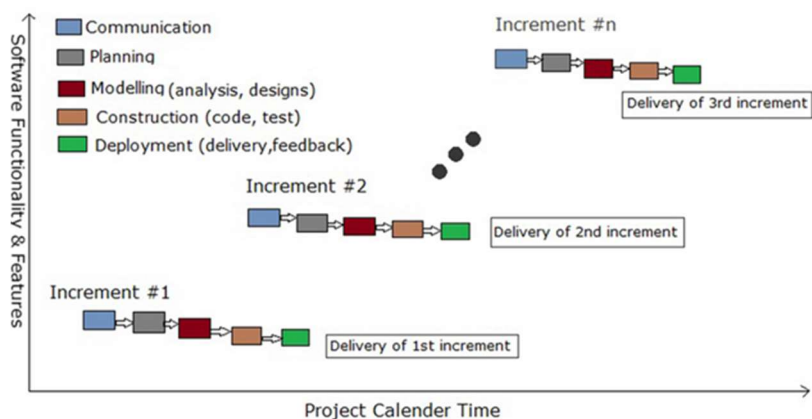 Software Functionality & Features
Communication
Planning
Modelling (analysis, designs)
Construction (code, test)
Deployment (delivery,feedback)
Increment #n
Delivery of 3rd increment
Increment #2
Delivery of 2nd increment
Increment #1
Delivery of 1st increment
Project Calender Time